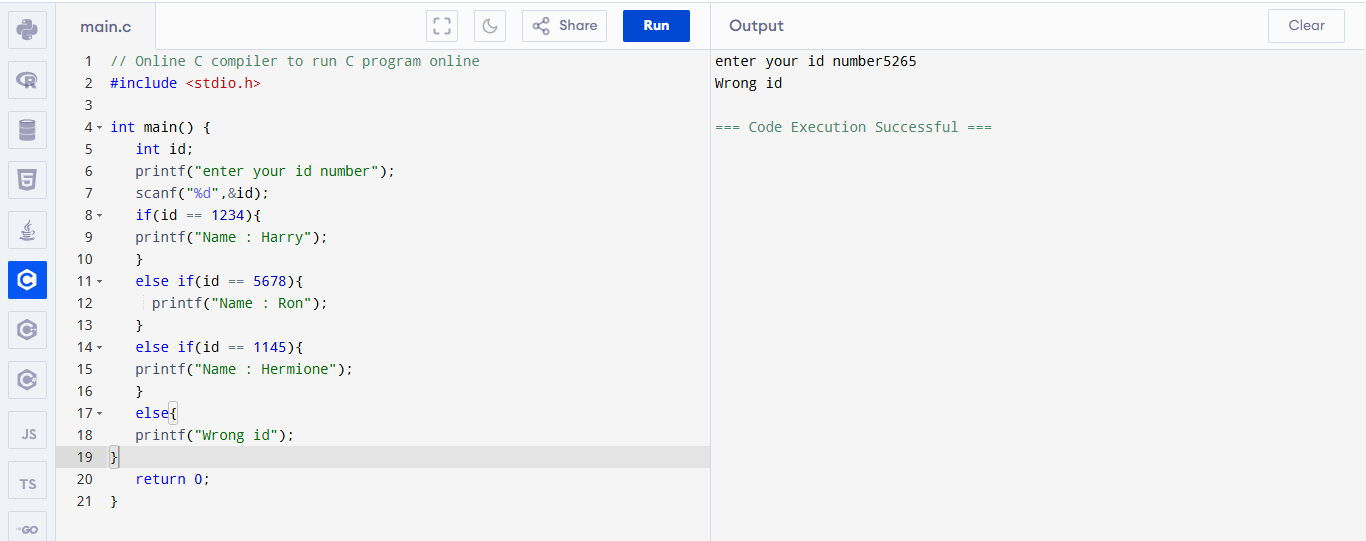 main.c
Share
Run
Output
Clear
1 // Online C compiler to run C program online
2 #include <stdio.h>
3
4 int main() {
5    int id;
6    printf("enter your id number");
7    scanf("%d",&id);
8    if(id == 1234){
9    printf("Name : Harry");
10    }
11    else if(id == 5678){
12      printf("Name : Ron");
13    }
14    else if(id == 1145){
15    printf("Name : Hermione");
16    }
17    else{
18    printf("Wrong id");
19 }
20    return 0;
21 }
enter your id number5265
Wrong id
=== Code Execution Successful ===
JS
TS
GO